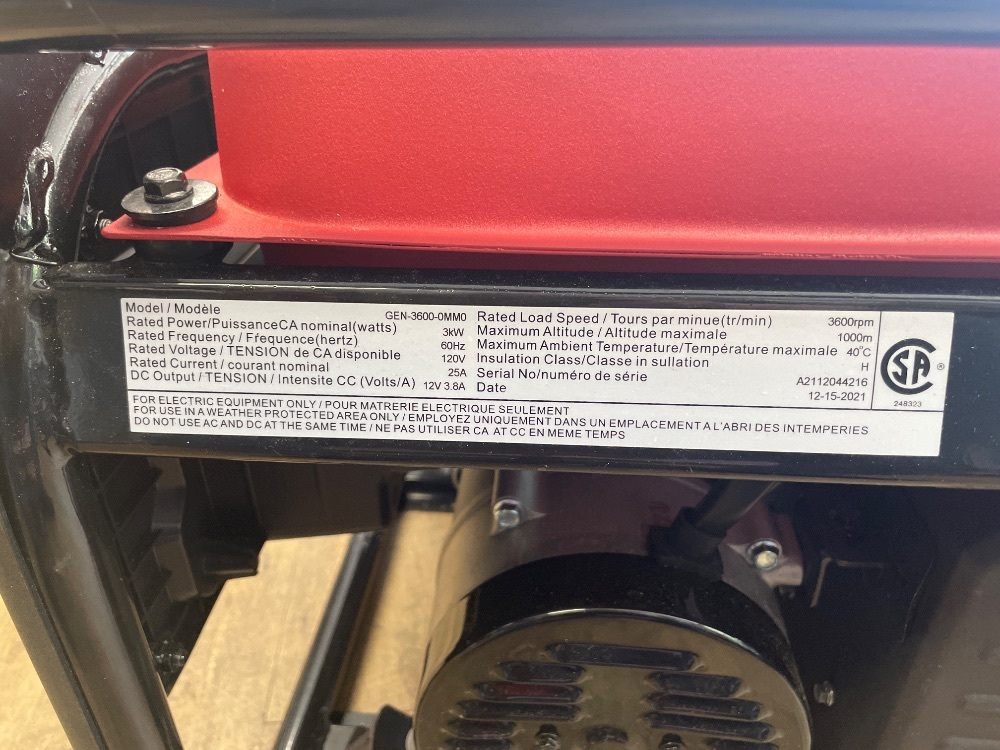 Model / Modèle GEN-3600-0MM0
Rated Power/PuissanceCA nominal(watts) 3kW
Rated Frequency / Ffequence(hertz) 60Hz
Rated Voltage / TENSION de CA disponible 120V
Rated Current / courant nominal 25A
DC Output / TENSION / Intensite CC (Volts/A) 12V 3.8A
Rated Load Speed / Tours par minue(tr/min) 3600rpm
Maximum Altitude / Altitude maximale 1000m
Maximum Ambient Temperature/Température maximale 40°C
Insulation Class/Classe in sullation H
Serial No/numéro de série A2112044216
Date 12-15-2021
SA ®
248323
FOR ELECTRIC EQUIPMENT ONLY / POUR MATRERIE ELECTRIQUE SEULEMENT
FOR USE IN A WEATHER PROTECTED AREA ONLY / EMPLOYEZ UNIQUEMENT DANS UN EMPLACEMENT A L'ABRI DES INTEMPERIES
DO NOT USE AC AND DC AT THE SAME TIME / NE PAS UTILISER CA AT CC EN MEME TEMPS